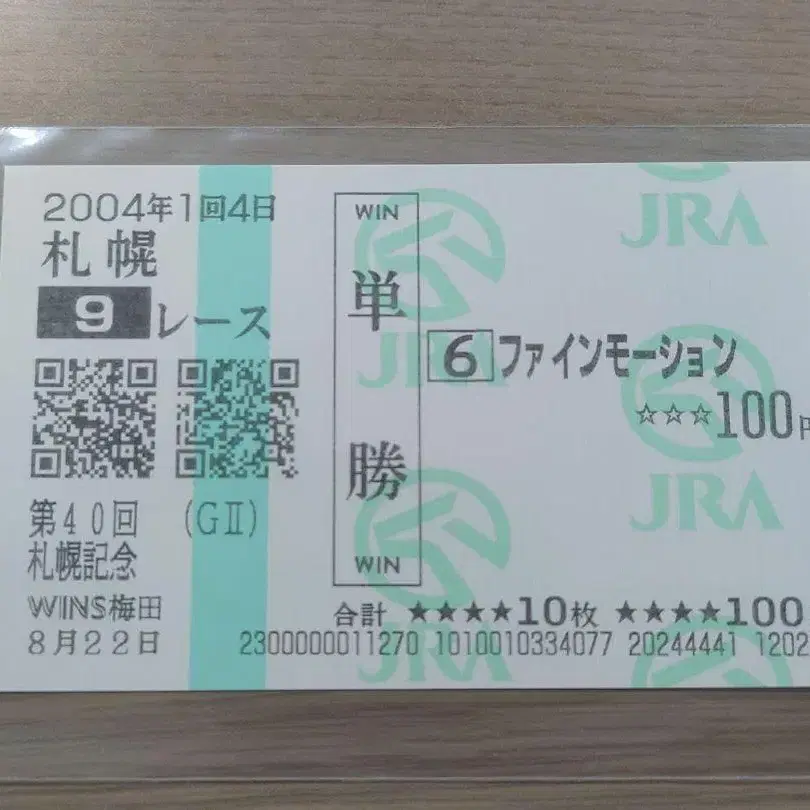 2004年1回4日
札幌
9レース
第40回 (GⅡ)
札幌記念
WINS梅田
8月22日
WIN
単勝
WIN
6 ファインモーション
☆☆☆100円
合計 ★★★★10枚 ★★★★100
2300000011270 1010010334077 20244441 1202
JRA
JRA
JRA
JRA